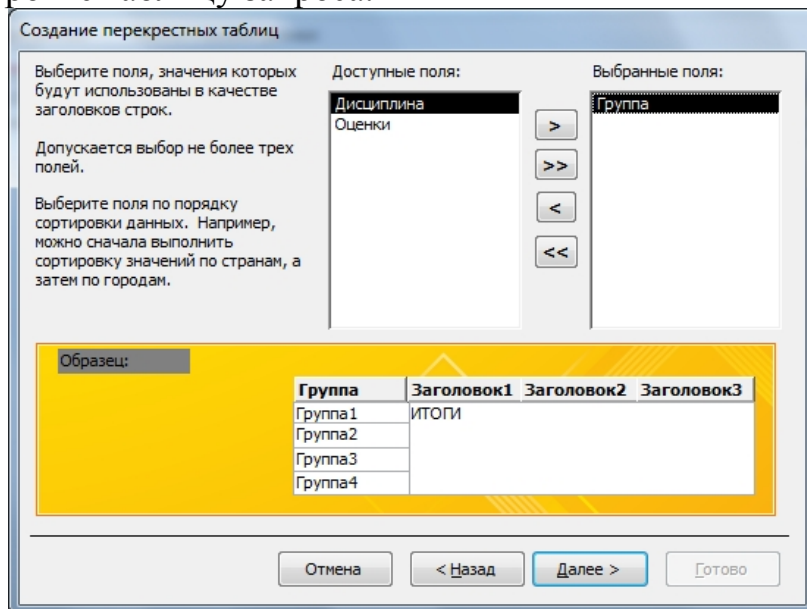 Создание перекрестных таблиц
Выберите поля, значения которых
будут использованы в качестве
заголовков строк.
Допускается выбор не более трех
полей.
Выберите поля по порядку
сортировки данных. Например,
можно сначала выполнить
сортировку значений по странам, а
затем по городам.
Доступные поля:
Дисциплина
Оценки
>
>>
<
<<
Выбранные поля:
Группа
Образец:
Группа Заголовок1 Заголовок2 Заголовок3
Группа1 ИТОГИ
Группа2
Группа3
Группа4
Отмена < Назад Далее > Готово